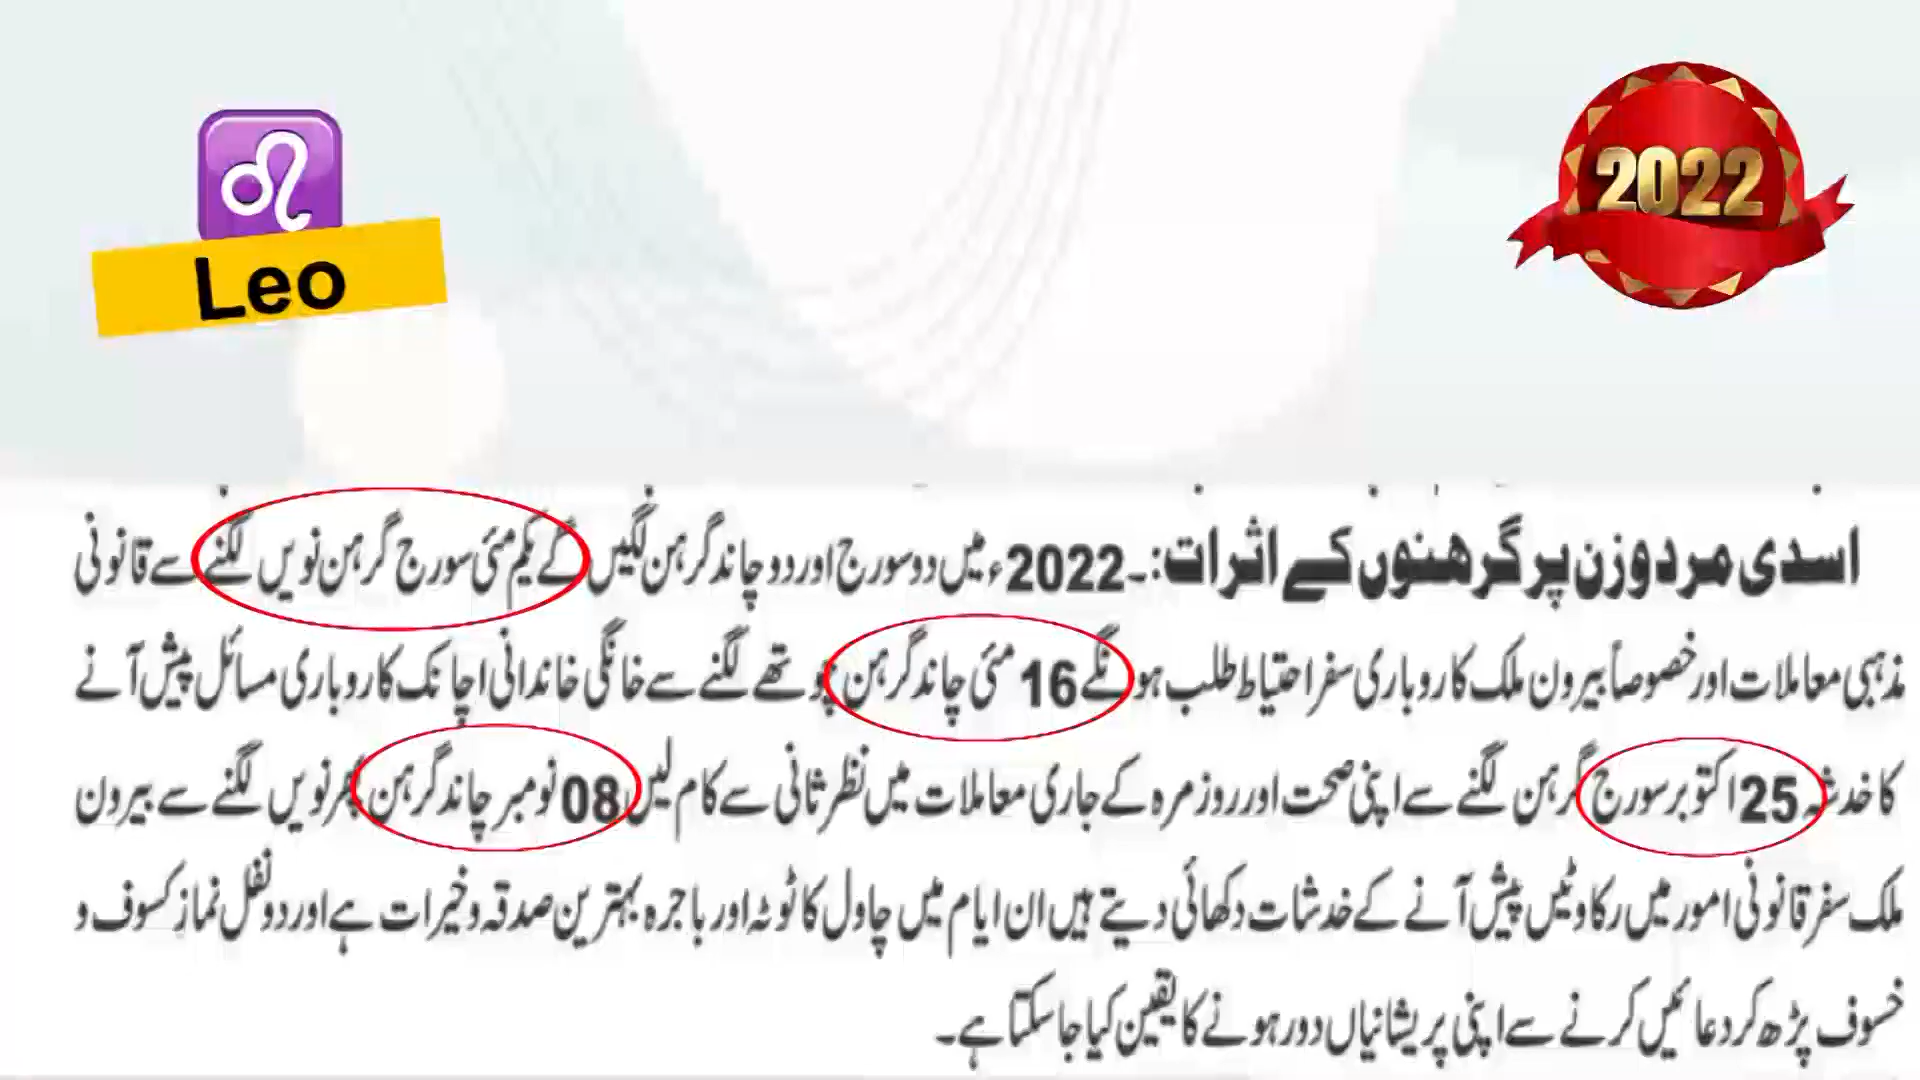 ♌
Leo
2022
اسدی مرد وزن پر گرہنوں کے اثرات:۔ 2022ء میں دو سورج اور دو چاند گرہن لگیں گے یکم مئی سورج گرہن نویں لگنے سے قانونی
مذہبی معاملات اور خصوصاً بیرون ملک کاروباری سفر احتیاط طلب ہونگے 16 مئی چاند گرہن چوتھے لگنے سے خانگی خاندانی اچانک کاروباری مسائل پیش آنے
کا خدشہ 25 اکتوبر سورج گرہن لگنے سے اپنی صحت اور روزمرہ کے جاری معاملات میں نظر ثانی سے کام لیں 08 نومبر چاند گرہن پھر نویں لگنے سے بیرون
ملک سفر قانونی امور میں رکاوٹیں پیش آنے کے خدشات دکھائی دیتے ہیں ان ایام میں چاول کا ٹوٹہ اور باجرہ بہترین صدقہ و خیرات ہے اور دو نفل نماز کسوف و
خسوف پڑھ کر دعائیں کرنے سے اپنی پریشانیاں دور ہونے کا یقین کیا جا سکتا ہے۔